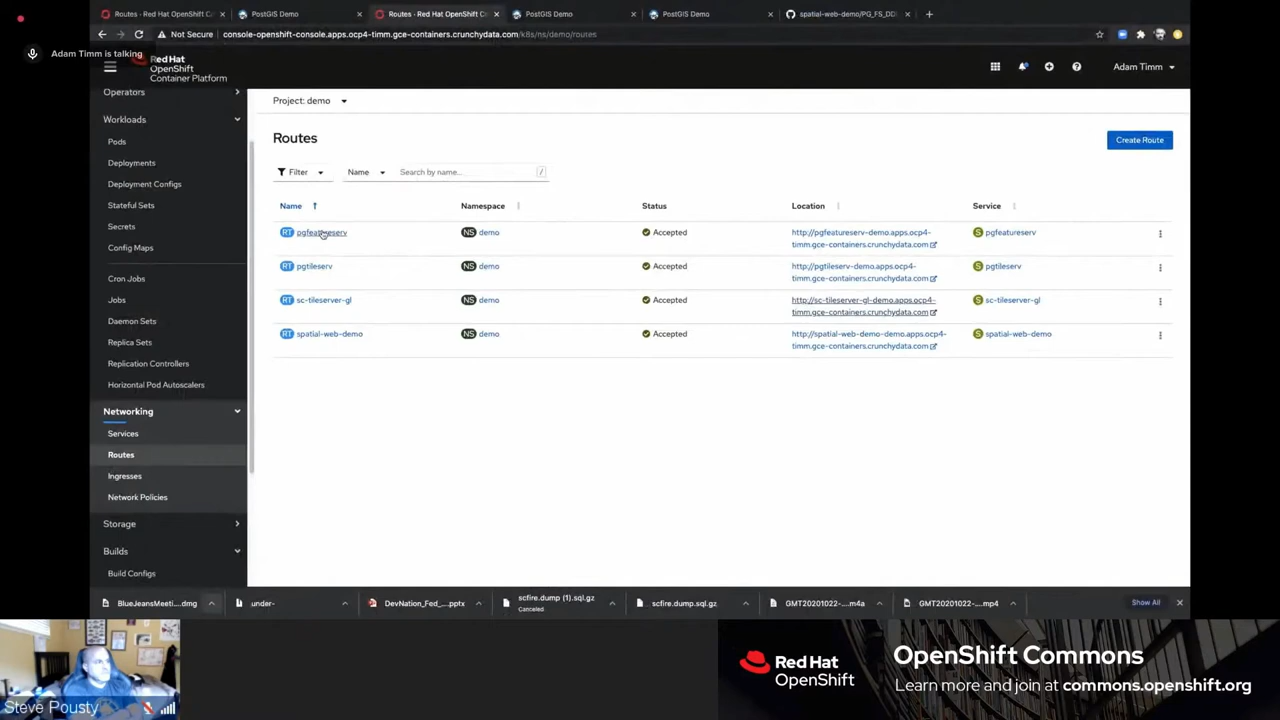 Routes - Red Hat OpenShift C
PostGIS Demo
Routes - Red Hat OpenShift C
PostGIS Demo
PostGIS Demo
spatial-web-demo/PG_FS_DD
Not Secure
console-openshift-console.apps.ocp4-timm.gce-containers.crunchydata.com/k8s/ns/demo/routes
Adam Timm is talking
Red Hat
OpenShift
Container Platform
Adam Timm
Operators
Workloads
Pods
Deployments
Deployment Configs
Stateful Sets
Secrets
Config Maps
Cron Jobs
Jobs
Daemon Sets
Replica Sets
Replication Controllers
Horizontal Pod Autoscalers
Networking
Services
Routes
Ingresses
Network Policies
Storage
Builds
Build Configs
Project: demo
Routes
Create Route
Filter
Name
Search by name...
/
Name
Namespace
Status
Location
Service
RT pgfeatureserv
NS demo
Accepted
http://pgfeatureserv-demo.apps.ocp4-
timm.gce-containers.crunchydata.com
S pgfeatureserv
RT pgtileserv
NS demo
Accepted
http://pgtileserv-demo.apps.ocp4-
timm.gce-containers.crunchydata.com
S pgtileserv
RT sc-tileserver-gl
NS demo
Accepted
http://sc-tileserver-gl-demo.apps.ocp4-
timm.gce-containers.crunchydata.com
S sc-tileserver-gl
RT spatial-web-demo
NS demo
Accepted
http://spatial-web-demo-demo.apps.ocp4-
timm.gce-containers.crunchydata.com
S spatial-web-demo
BlueJeansMeeti....dmg
.under-
DevNation_Fed_....pptx
scfire.dump (1).sql.gz
Canceled
scfire.dump.sql.gz
GMT20201022-....m4a
GMT20201022-....mp4
Show All
Steve Pousty
Red Hat
OpenShift
OpenShift Commons
Learn more and join at commons.openshift.org